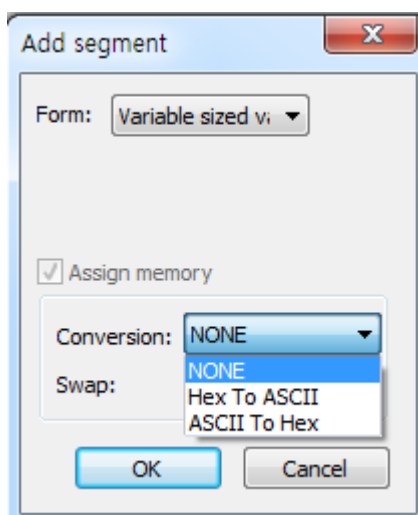 Add segment
Form: Variable sized va
Assign memory
Conversion: NONE
NONE
Swap: Hex To ASCII
ASCII To Hex
OK Cancel